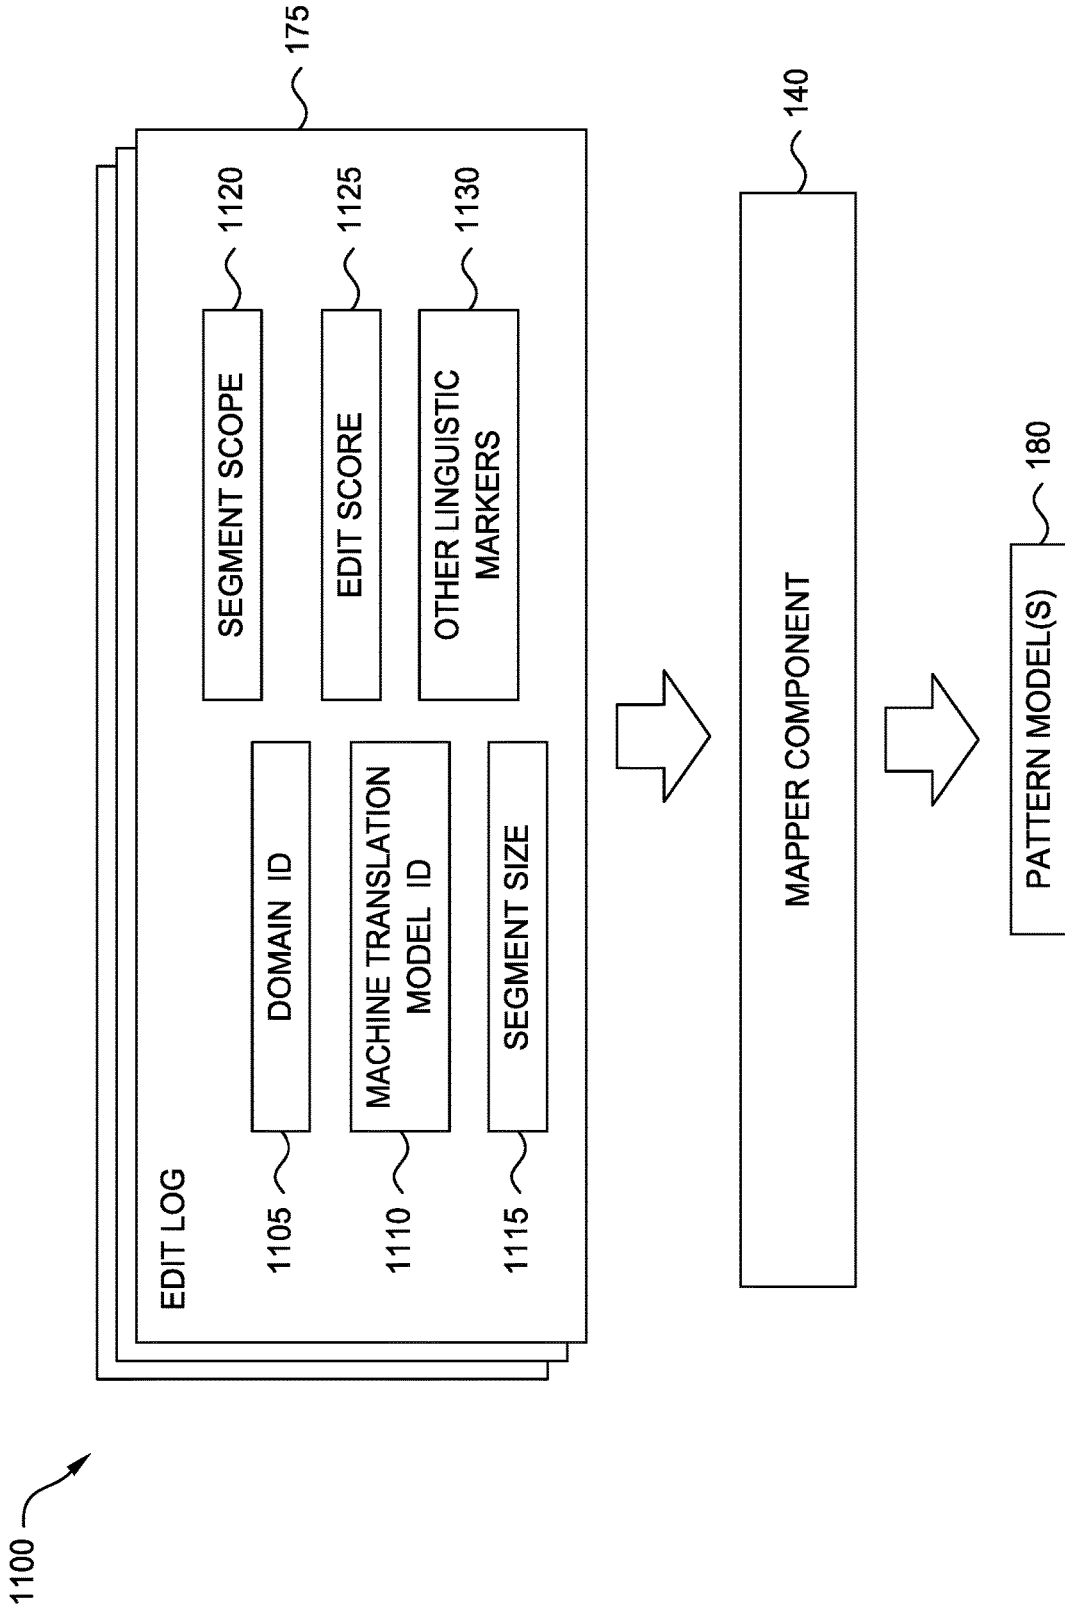 1100
EDIT LOG
175
1105
DOMAIN ID
SEGMENT SCOPE
1120
1110
MACHINE TRANSLATION
MODEL ID
EDIT SCORE
1125
1115
SEGMENT SIZE
OTHER LINGUISTIC
MARKERS
1130
MAPPER COMPONENT
140
PATTERN MODEL(S)
180